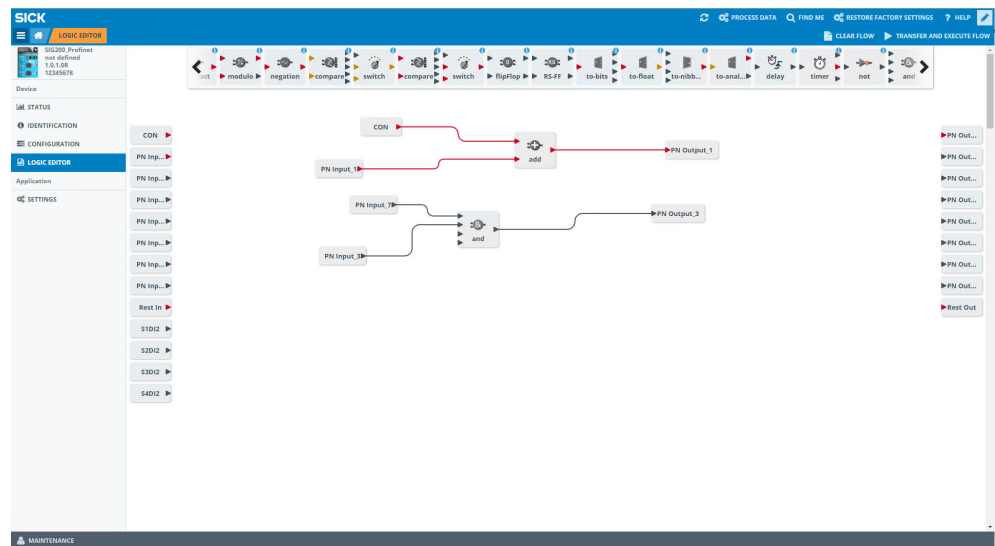 SICK
PROCESS DATA
FIND ME
RESTORE FACTORY SETTINGS
? HELP
LOGIC EDITOR
CLEAR FLOW
TRANSFER AND EXECUTE FLOW
SIG200_Profinet
not defined
1.0.1.0R
12345678
Device
STATUS
IDENTIFICATION
CONFIGURATION
LOGIC EDITOR
Application
SETTINGS
modulo
negation
compare
switch
compare
switch
flipFlop
RS-FF
to-bits
to-float
to-nibb...
to-anal...
delay
timer
not
and
CON
PN Inp...
PN Inp...
PN Inp...
PN Inp...
PN Inp...
PN Inp...
PN Inp...
Rest In
S1DI2
S2DI2
S3DI2
S4DI2
CON
PN Input_1
add
PN Output_1
PN Input_7
PN Input_3
and
PN Output_3
PN Out...
PN Out...
PN Out...
PN Out...
PN Out...
PN Out...
PN Out...
PN Out...
Rest Out
MAINTENANCE